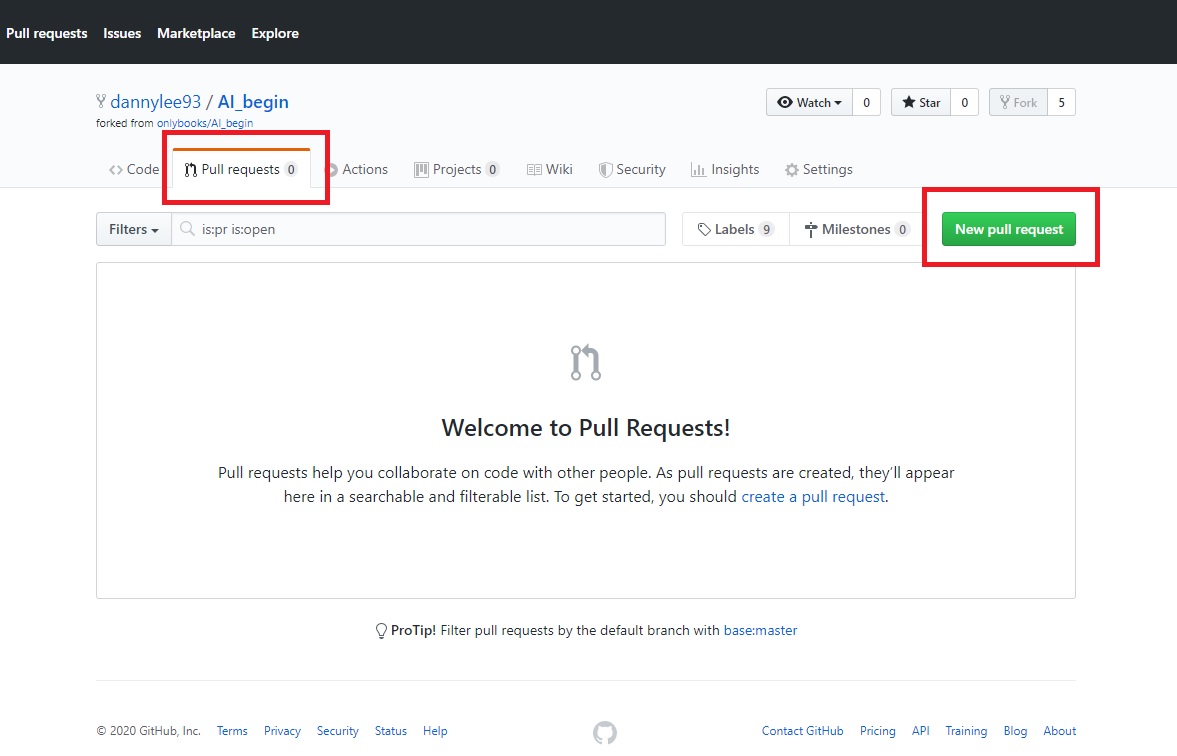 Pull requests Issues Marketplace Explore
dannylee93 / AI_begin
forked from onlybooks/AI_begin
Watch 0 Star 0 Fork 5
Code Pull requests 0 Actions Projects 0 Wiki Security Insights Settings
Filters is:pr is:open Labels 9 Milestones 0 New pull request
Welcome to Pull Requests!
Pull requests help you collaborate on code with other people. As pull requests are created, they’ll appear
here in a searchable and filterable list. To get started, you should create a pull request.
ProTip! Filter pull requests by the default branch with base:master
© 2020 GitHub, Inc. Terms Privacy Security Status Help Contact GitHub Pricing API Training Blog About